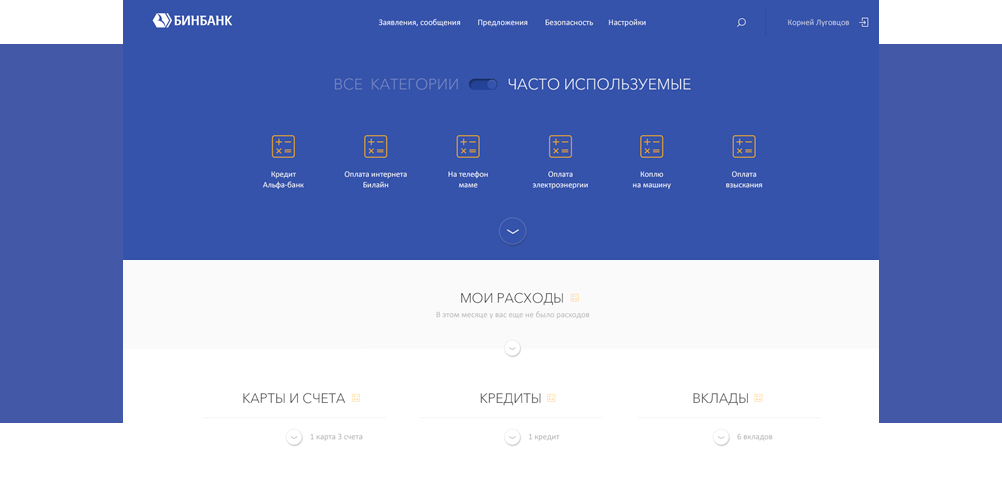 БИНБАНК
Заявления, сообщения
Предложения
Безопасность
Настройки
Корней Луговцов
ВСЕ КАТЕГОРИИ
ЧАСТО ИСПОЛЬЗУЕМЫЕ
Кредит
Альфа-банк
Оплата интернета
Билайн
На телефон
маме
Оплата
электроэнергии
Коплю
на машину
Оплата
взыскания
МОИ РАСХОДЫ
В этом месяце у вас еще не было расходов
КАРТЫ И СЧЕТА
1 карта 3 счета
КРЕДИТЫ
1 кредит
ВКЛАДЫ
6 вкладов